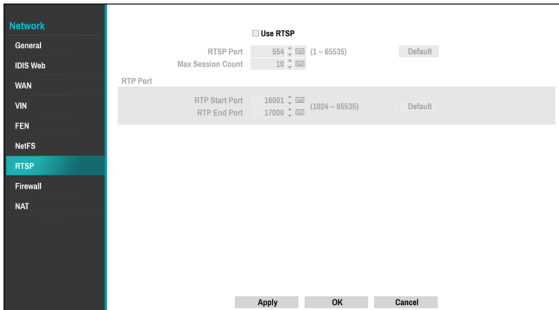 Network
General
IDIS Web
WAN
VIN
FEN
NetFS
RTSP
Firewall
NAT
Use RTSP
RTSP Port 554 (1 ~ 65535) Default
Max Session Count 10
RTP Port
RTP Start Port 16001
(1024 ~ 65535) Default
RTP End Port 17000
Apply OK Cancel